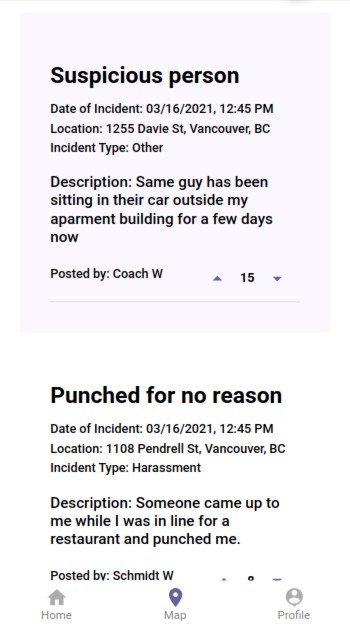 Suspicious person
Date of Incident: 03/16/2021, 12:45 PM
Location: 1255 Davie St, Vancouver, BC
Incident Type: Other
Description: Same guy has been
sitting in their car outside my
aparment building for a few days
now
Posted by: Coach W
15
Punched for no reason
Date of Incident: 03/16/2021, 12:45 PM
Location: 1108 Pendrell St, Vancouver, BC
Incident Type: Harassment
Description: Someone came up to
me while I was in line for a
restaurant and punched me.
Posted by: Schmidt W
Home Map Profile